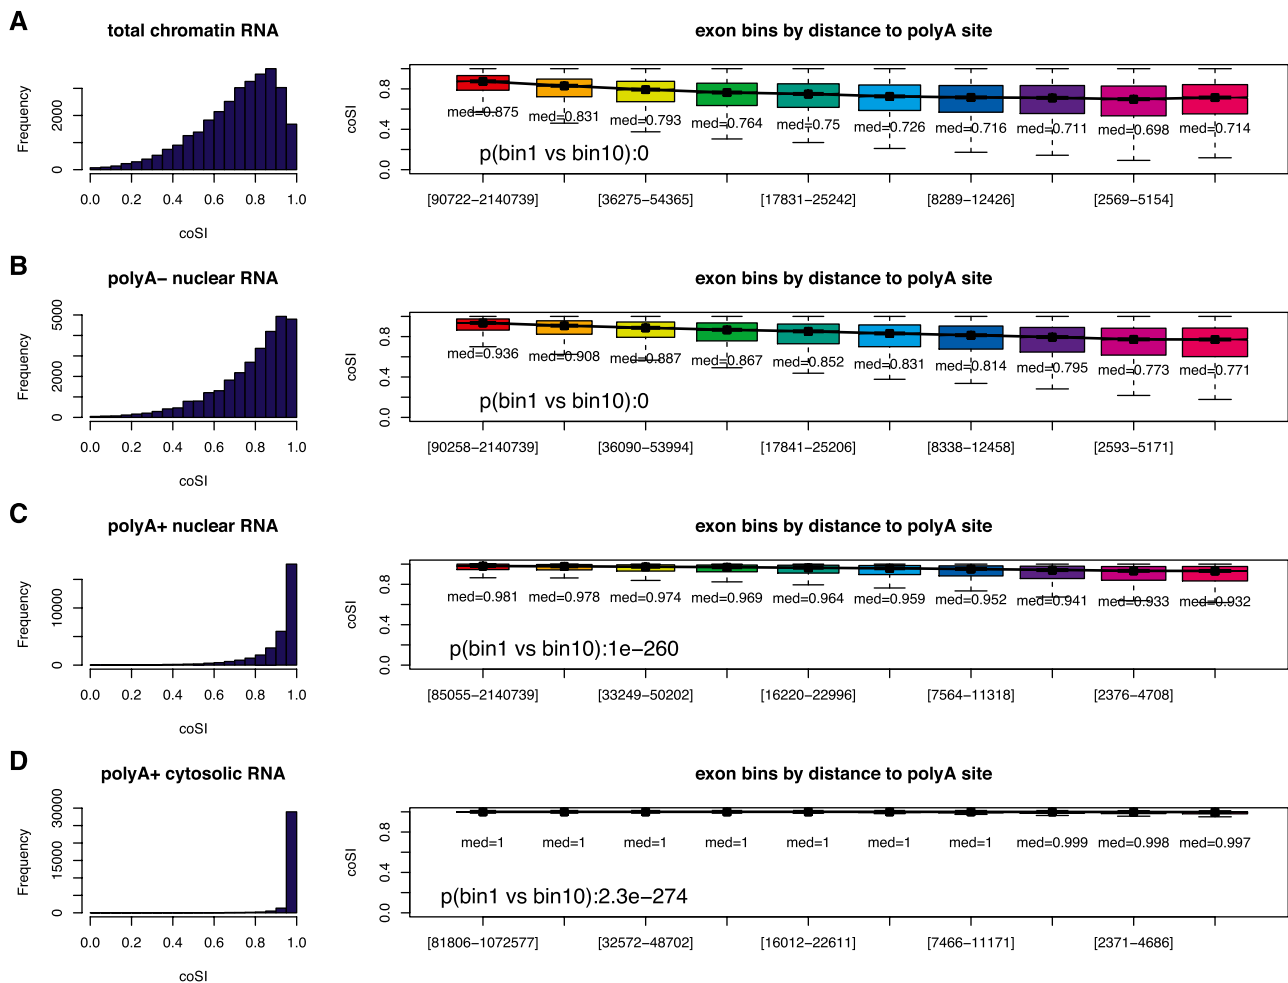 A
total chromatin RNA
exon bins by distance to polyA site
Frequency
0
2000
0.0 0.2 0.4 0.6 0.8 1.0
coSI
coSI
0.0
0.4
0.8
med=0.875 med=0.831 med=0.793 med=0.764 med=0.75 med=0.726 med=0.716 med=0.711 med=0.698 med=0.714
p(bin1 vs bin10):0
[90722−2140739] [36275−54365] [17831−25242] [8289−12426] [2569−5154]
B
polyA− nuclear RNA
exon bins by distance to polyA site
Frequency
0
2000
5000
0.0 0.2 0.4 0.6 0.8 1.0
coSI
coSI
0.0
0.4
0.8
med=0.936 med=0.908 med=0.887 med=0.867 med=0.852 med=0.831 med=0.814 med=0.795 med=0.773 med=0.771
p(bin1 vs bin10):0
[90258−2140739] [36090−53994] [17841−25206] [8338−12458] [2593−5171]
C
polyA+ nuclear RNA
exon bins by distance to polyA site
Frequency
0
10000
0.0 0.2 0.4 0.6 0.8 1.0
coSI
coSI
0.0
0.4
0.8
med=0.981 med=0.978 med=0.974 med=0.969 med=0.964 med=0.959 med=0.952 med=0.941 med=0.933 med=0.932
p(bin1 vs bin10):1e−260
[85055−2140739] [33249−50202] [16220−22996] [7564−11318] [2376−4708]
D
polyA+ cytosolic RNA
exon bins by distance to polyA site
Frequency
0
15000
30000
0.0 0.2 0.4 0.6 0.8 1.0
coSI
coSI
0.0
0.4
0.8
med=1 med=1 med=1 med=1 med=1 med=1 med=1 med=0.999 med=0.998 med=0.997
p(bin1 vs bin10):2.3e−274
[81806−1072577] [32572−48702] [16012−22611] [7466−11171] [2371−4686]